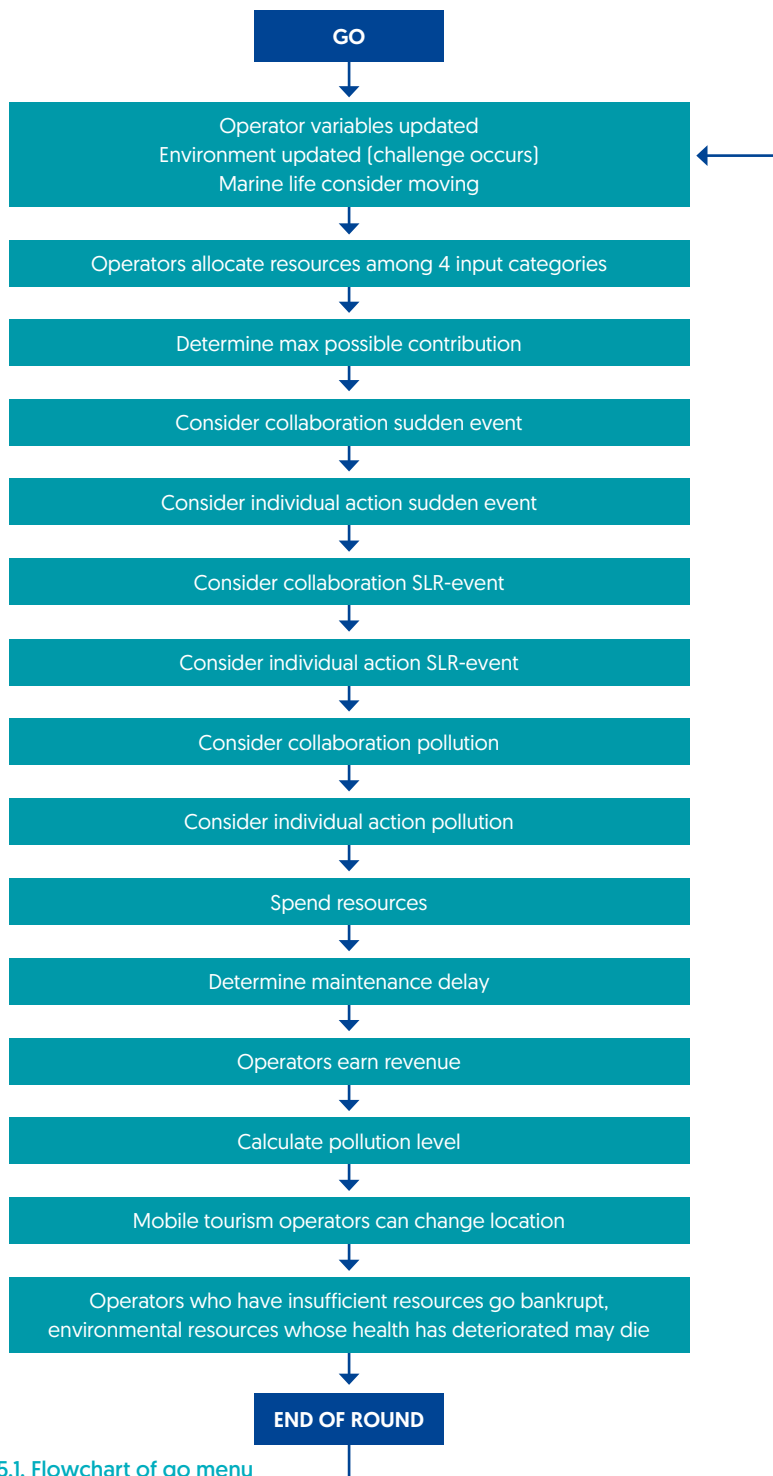 GO
Operator variables updated
Environment updated (challenge occurs)
Marine life consider moving
Operators allocate resources among 4 input categories
Determine max possible contribution
Consider collaboration sudden event
Consider individual action sudden event
Consider collaboration SLR-event
Consider individual action SLR-event
Consider collaboration pollution
Consider individual action pollution
Spend resources
Determine maintenance delay
Operators earn revenue
Calculate pollution level
Mobile tourism operators can change location
Operators who have insufficient resources go bankrupt,
environmental resources whose health has deteriorated may die
END OF ROUND
5.1. Flowchart of go menu